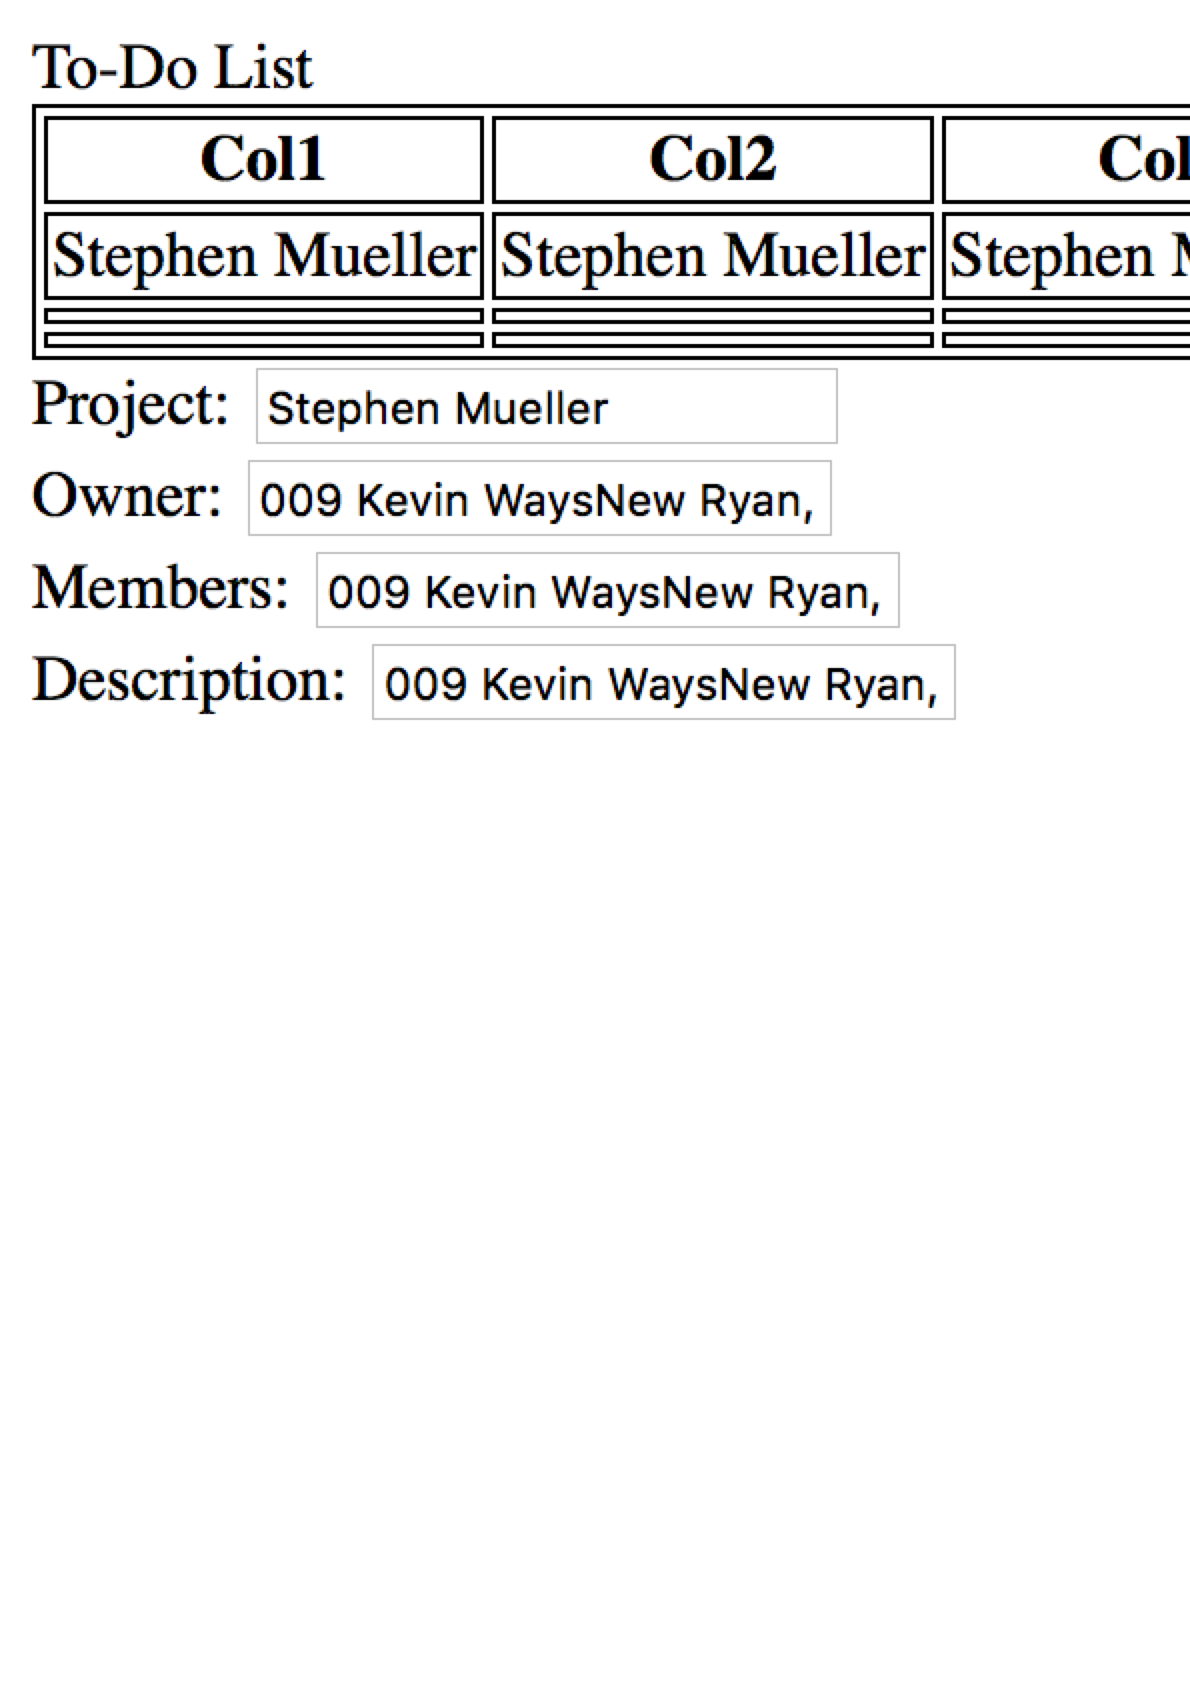 To-Do List
Col1 Col2 Col
Stephen Mueller Stephen Mueller Stephen
Project: Stephen Mueller
Owner: 009 Kevin WaysNew Ryan,
Members: 009 Kevin WaysNew Ryan,
Description: 009 Kevin WaysNew Ryan,